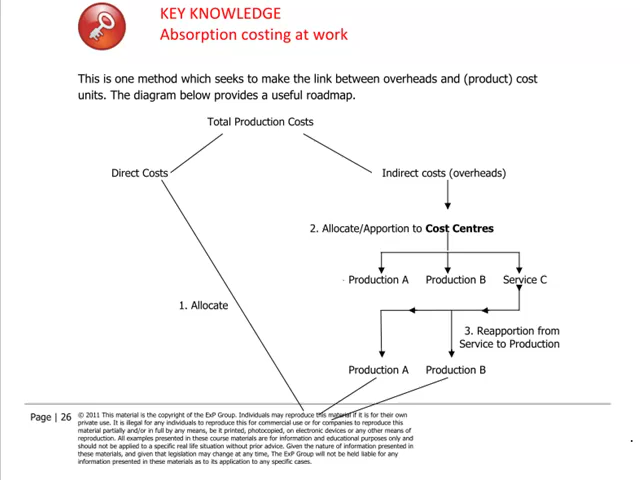 KEY KNOWLEDGE
Absorption costing at work
This is one method which seeks to make the link between overheads and (product) cost
units. The diagram below provides a useful roadmap.
Total Production Costs
Direct Costs
Indirect costs (overheads)
2. Allocate/Apportion to Cost Centres
Production A
Production B
Service C
1. Allocate
3. Reapportion from
Service to Production
Production A
Production B
Page | 26
© 2011 This material is the copyright of the ExP Group. Individuals may reproduce this material if it is for their own
private use. It is illegal for any individuals to reproduce this for commercial use or for companies to reproduce this
material partially and/or in full by any means, be it printed, photocopied, on electronic devices or any other means of
reproduction. All examples presented in these course materials are for information and educational purposes only and
should not be applied to a specific real life situation without prior advice. Given the nature of information presented in
these materials, and given that legislation may change at any time, The ExP Group will not be held liable for any
information presented in these materials as to its application to any specific cases.